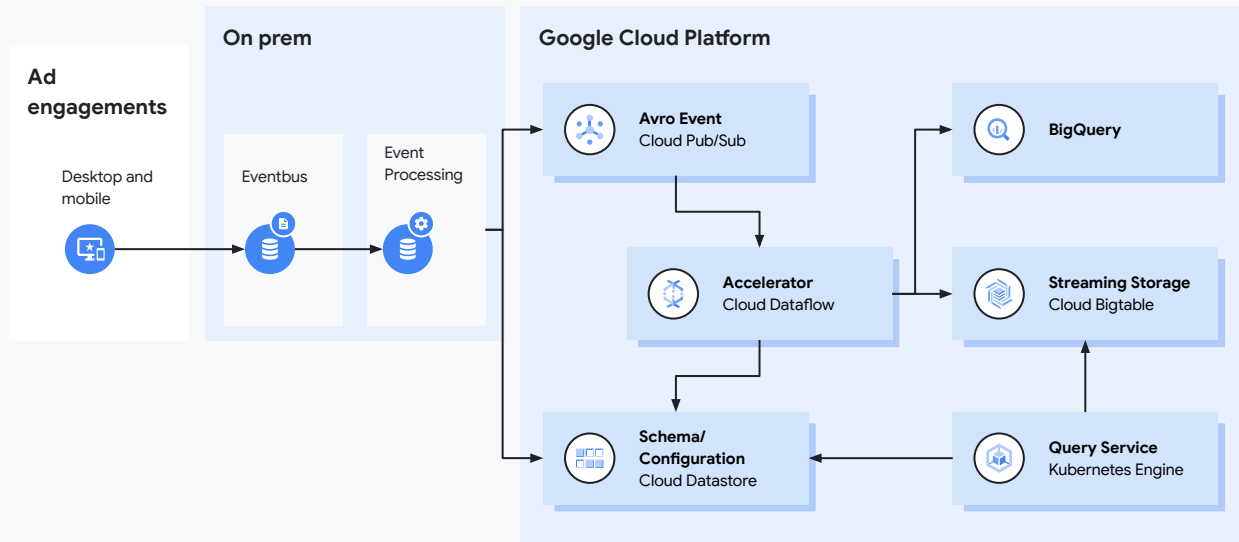 Ad
engagements
Desktop and
mobile
On prem
Eventbus
Event
Processing
Google Cloud Platform
Avro Event
Cloud Pub/Sub
BigQuery
Accelerator
Cloud Dataflow
Streaming Storage
Cloud Bigtable
Schema/
Configuration
Cloud Datastore
Query Service
Kubernetes Engine